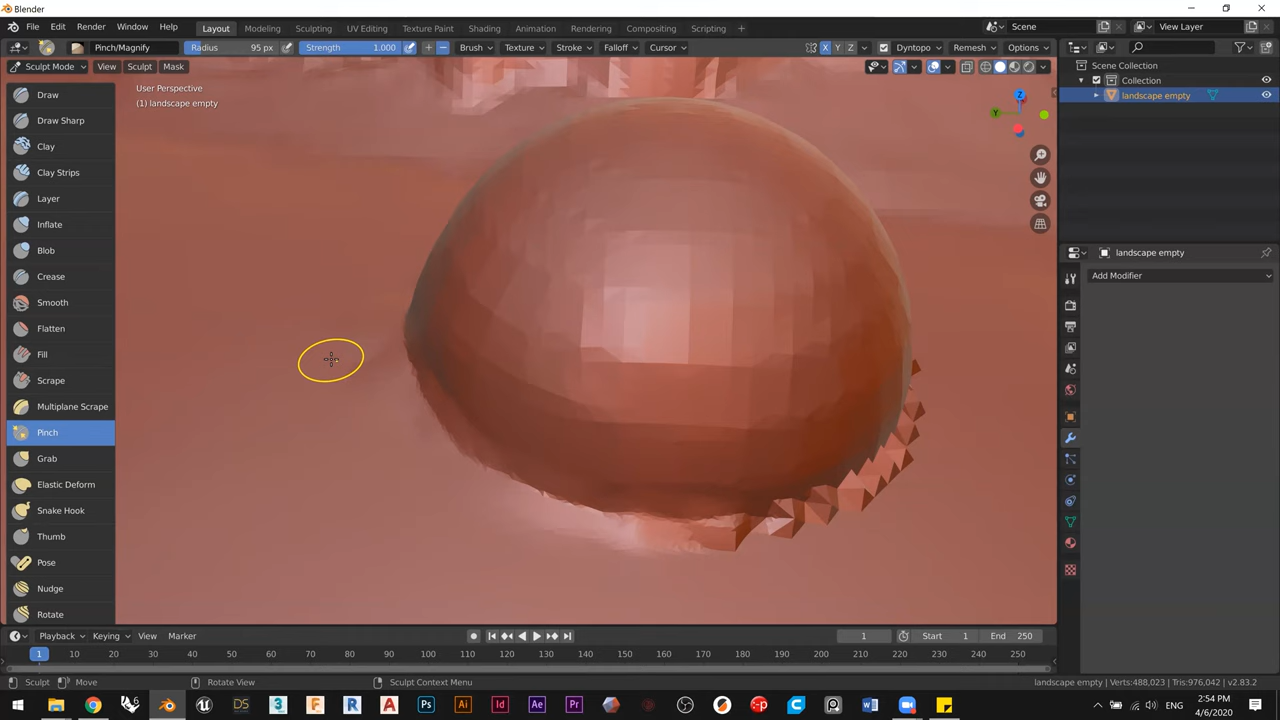 Blender
File Edit Render Window Help Layout Modeling Sculpting UV Editing Texture Paint Shading Animation Rendering Compositing Scripting Scene View Layer
Pinch/Magnify Radius 95 px Strength 1.000 Brush Texture Stroke Falloff Cursor X Y Z Dyntopo Remesh Options
Sculpt Mode View Sculpt Mask
Scene Collection
Collection
landscape empty
User Perspective
(1) landscape empty
Z
Y
Draw
Draw Sharp
Clay
Clay Strips
Layer
Inflate
Blob
Crease
Smooth
Flatten
Fill
Scrape
Multiplane Scrape
Pinch
Grab
Elastic Deform
Snake Hook
Thumb
Pose
Nudge
Rotate
landscape empty
Add Modifier
Playback Keying View Marker 1 Start 1 End 250
1 10 20 30 40 50 60 70 80 90 100 110 120 130 140 150 160 170 180 190 200 210 220 230 240 250
Sculpt Move Rotate View Sculpt Context Menu landscape empty | Verts:488,023 | Tris:976,042 | v2.83.2
DS 3 F R A Ps Ai Id Ae Pr ENG 2:54 PM
4/6/2020